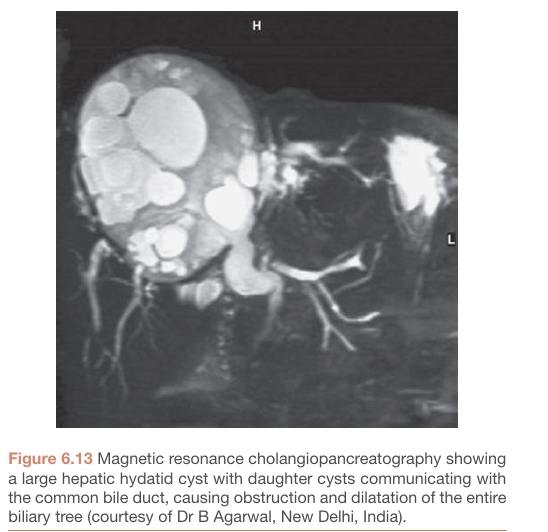 H
L
Figure 6.13 Magnetic resonance cholangiopancreatography showing
a large hepatic hydatid cyst with daughter cysts communicating with
the common bile duct, causing obstruction and dilatation of the entire
biliary tree (courtesy of Dr B Agarwal, New Delhi, India).